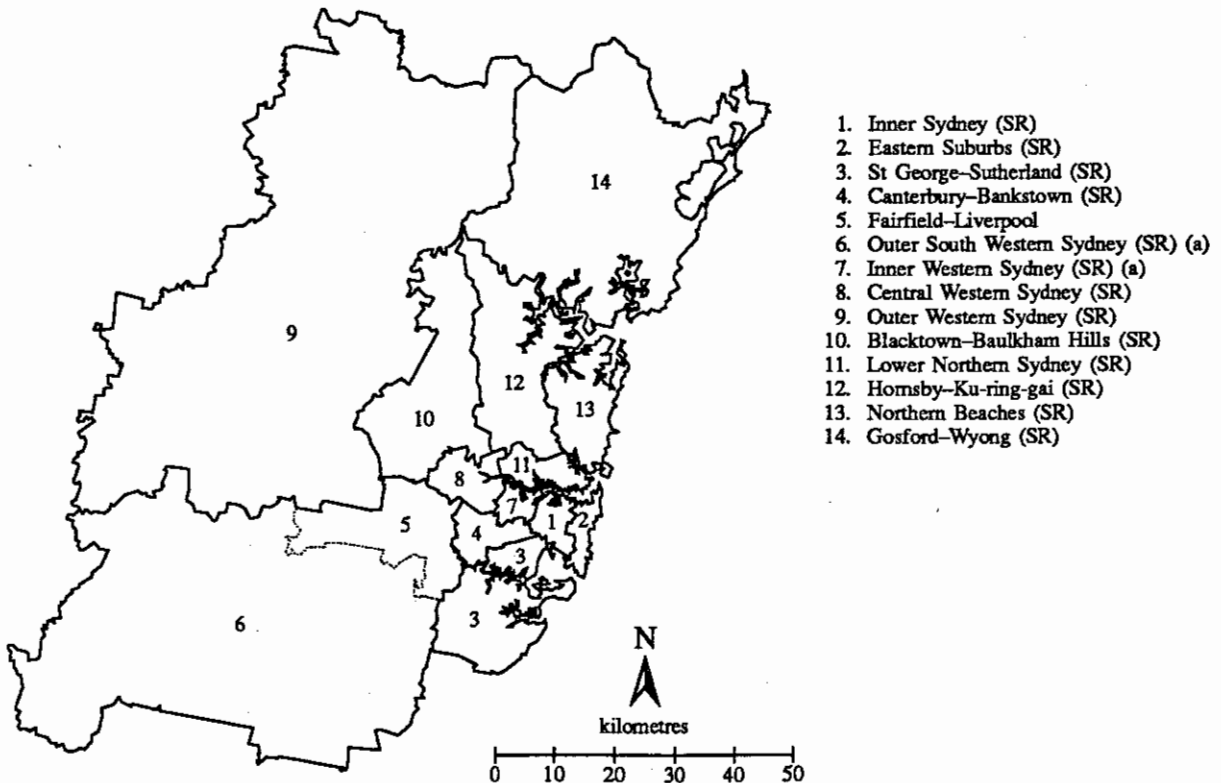 1. Inner Sydney (SR)
2. Eastern Suburbs (SR)
3. St George–Sutherland (SR)
4. Canterbury–Bankstown (SR)
5. Fairfield–Liverpool
6. Outer South Western Sydney (SR) (a)
7. Inner Western Sydney (SR) (a)
8. Central Western Sydney (SR)
9. Outer Western Sydney (SR)
10. Blacktown–Baulkham Hills (SR)
11. Lower Northern Sydney (SR)
12. Hornsby–Ku-ring-gai (SR)
13. Northern Beaches (SR)
14. Gosford–Wyong (SR)
14
9
12
13
10
11
8
7
5
4
1
2
3
3
6
N
kilometres
0 10 20 30 40 50